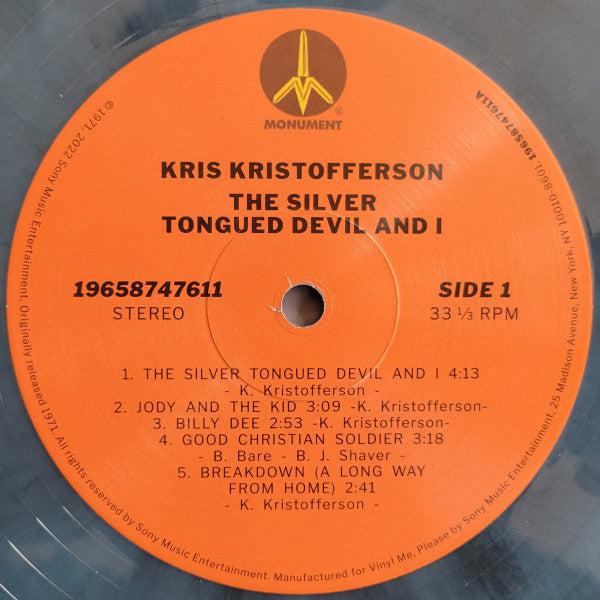 ®
MONUMENT
KRIS KRISTOFFERSON
THE SILVER
TONGUED DEVIL AND I
19658747611
STEREO
SIDE 1
33 ⅓ RPM
1. THE SILVER TONGUED DEVIL AND I 4:13
- K. Kristofferson -
2. JODY AND THE KID 3:09 -K. Kristofferson-
3. BILLY DEE 2:53 -K. Kristofferson-
4. GOOD CHRISTIAN SOLDIER 3:18
- B. Bare - B. J. Shaver -
5. BREAKDOWN (A LONG WAY
FROM HOME) 2:41
- K. Kristofferson -
© 1971, 2022 Sony Music Entertainment. Originally released 1971. All rights reserved by Sony Music Entertainment. Manufactured for Vinyl Me, Please by Sony Music Entertainment, 25 Madison Avenue, New York, NY 10010-8601. 19658747611A